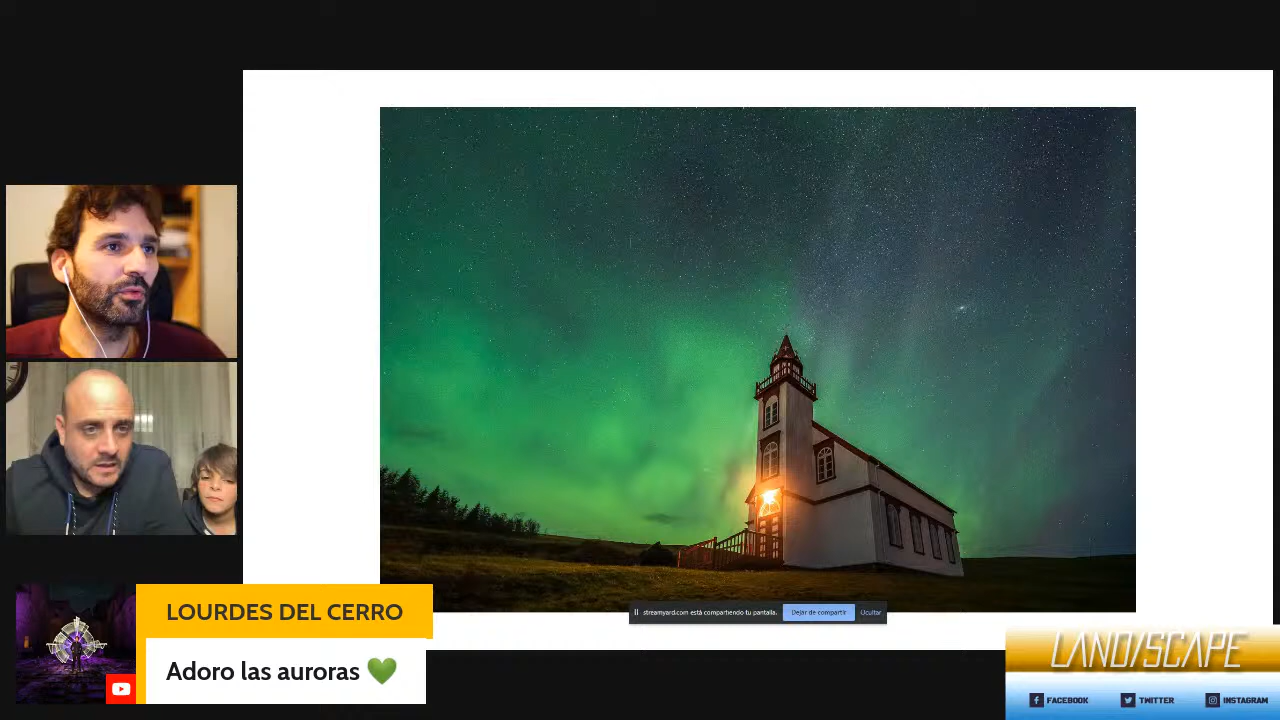 streamyard.com está compartiendo tu pantalla.
Dejar de compartir
Ocultar
LOURDES DEL CERRO
Adoro las auroras 💚
LAND/SCAPE
FACEBOOK
TWITTER
INSTAGRAM